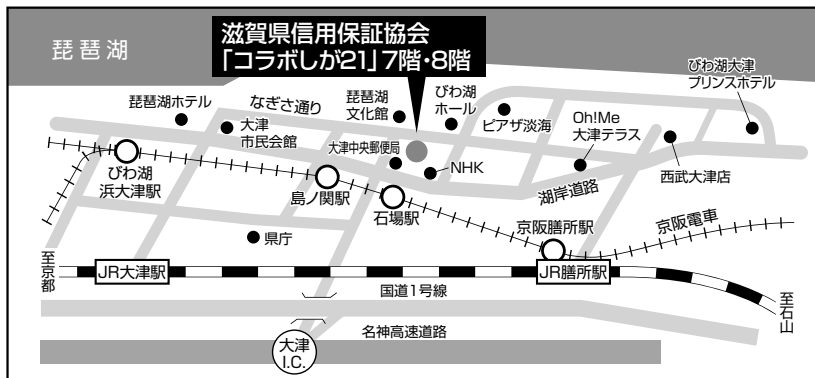 琵琶湖
滋賀県信用保証協会
「コラボしが21」7階・8階
琵琶湖ホテル
なぎさ通り
大津
市民会館
琵琶湖
文化館
びわ湖
ホール
ピアザ淡海
Oh!Me
大津テラス
びわ湖大津
プリンスホテル
西武大津店
大津中央郵便局
NHK
湖岸道路
びわ湖
浜大津駅
島ノ関駅
石場駅
京阪膳所駅
京阪電車
県庁
至京都
JR大津駅
JR膳所駅
至石山
国道1号線
名神高速道路
大津
I.C.